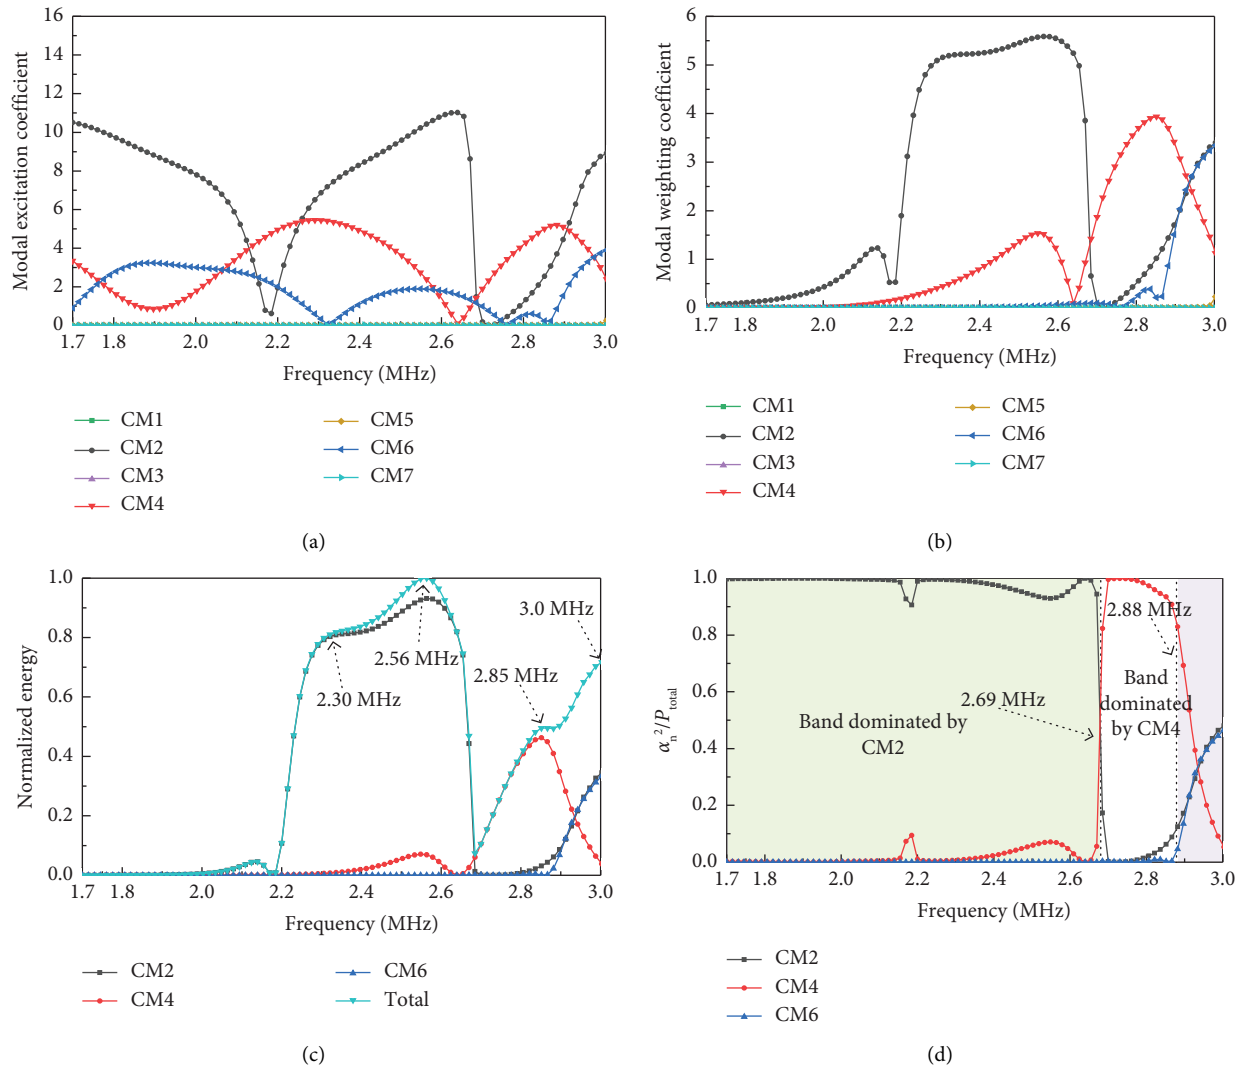 16
14
12
10
8
6
4
2
0
Modal excitation coefficient
1.7 1.8 2.0 2.2 2.4 2.6 2.8 3.0
Frequency (MHz)
CM1
CM2
CM3
CM4
CM5
CM6
CM7
(a)
6
5
4
3
2
1
0
Modal weighting coefficient
1.7 1.8 2.0 2.2 2.4 2.6 2.8 3.0
Frequency (MHz)
CM1
CM2
CM3
CM4
CM5
CM6
CM7
(b)
1.0
0.8
0.6
0.4
0.2
0.0
Normalized energy
3.0 MHz
2.56 MHz
2.85 MHz
2.30 MHz
1.7 1.8 2.0 2.2 2.4 2.6 2.8 3.0
Frequency (MHz)
CM2
CM4
CM6
Total
(c)
1.0
0.8
0.6
0.4
0.2
0.0
αn²/Ptotal
2.88 MHz
2.69 MHz
Band dominated by
CM2
Band
dominated
by CM4
1.7 1.8 2.0 2.2 2.4 2.6 2.8 3.0
Frequency (MHz)
CM2
CM4
CM6
(d)